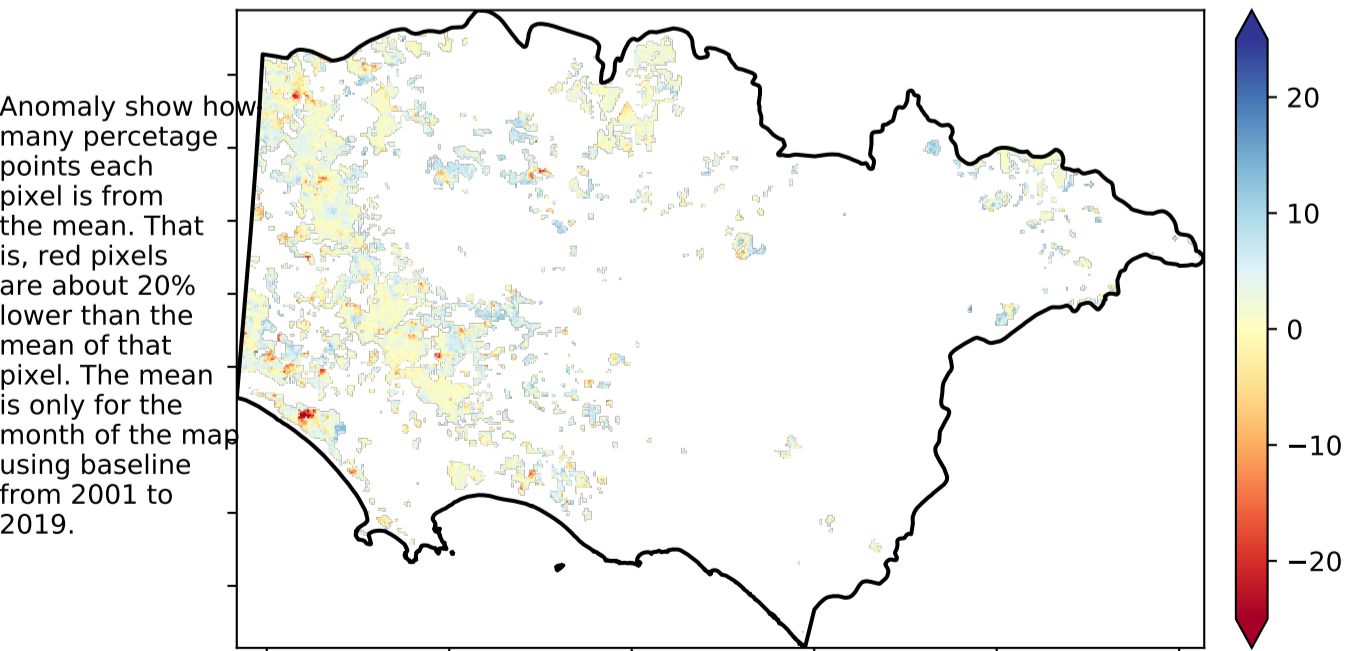 Anomaly show how
many percetage
points each
pixel is from
the mean. That
is, red pixels
are about 20%
lower than the
mean of that
pixel. The mean
is only for the
month of the map
using baseline
from 2001 to
2019.
20
10
0
−10
−20